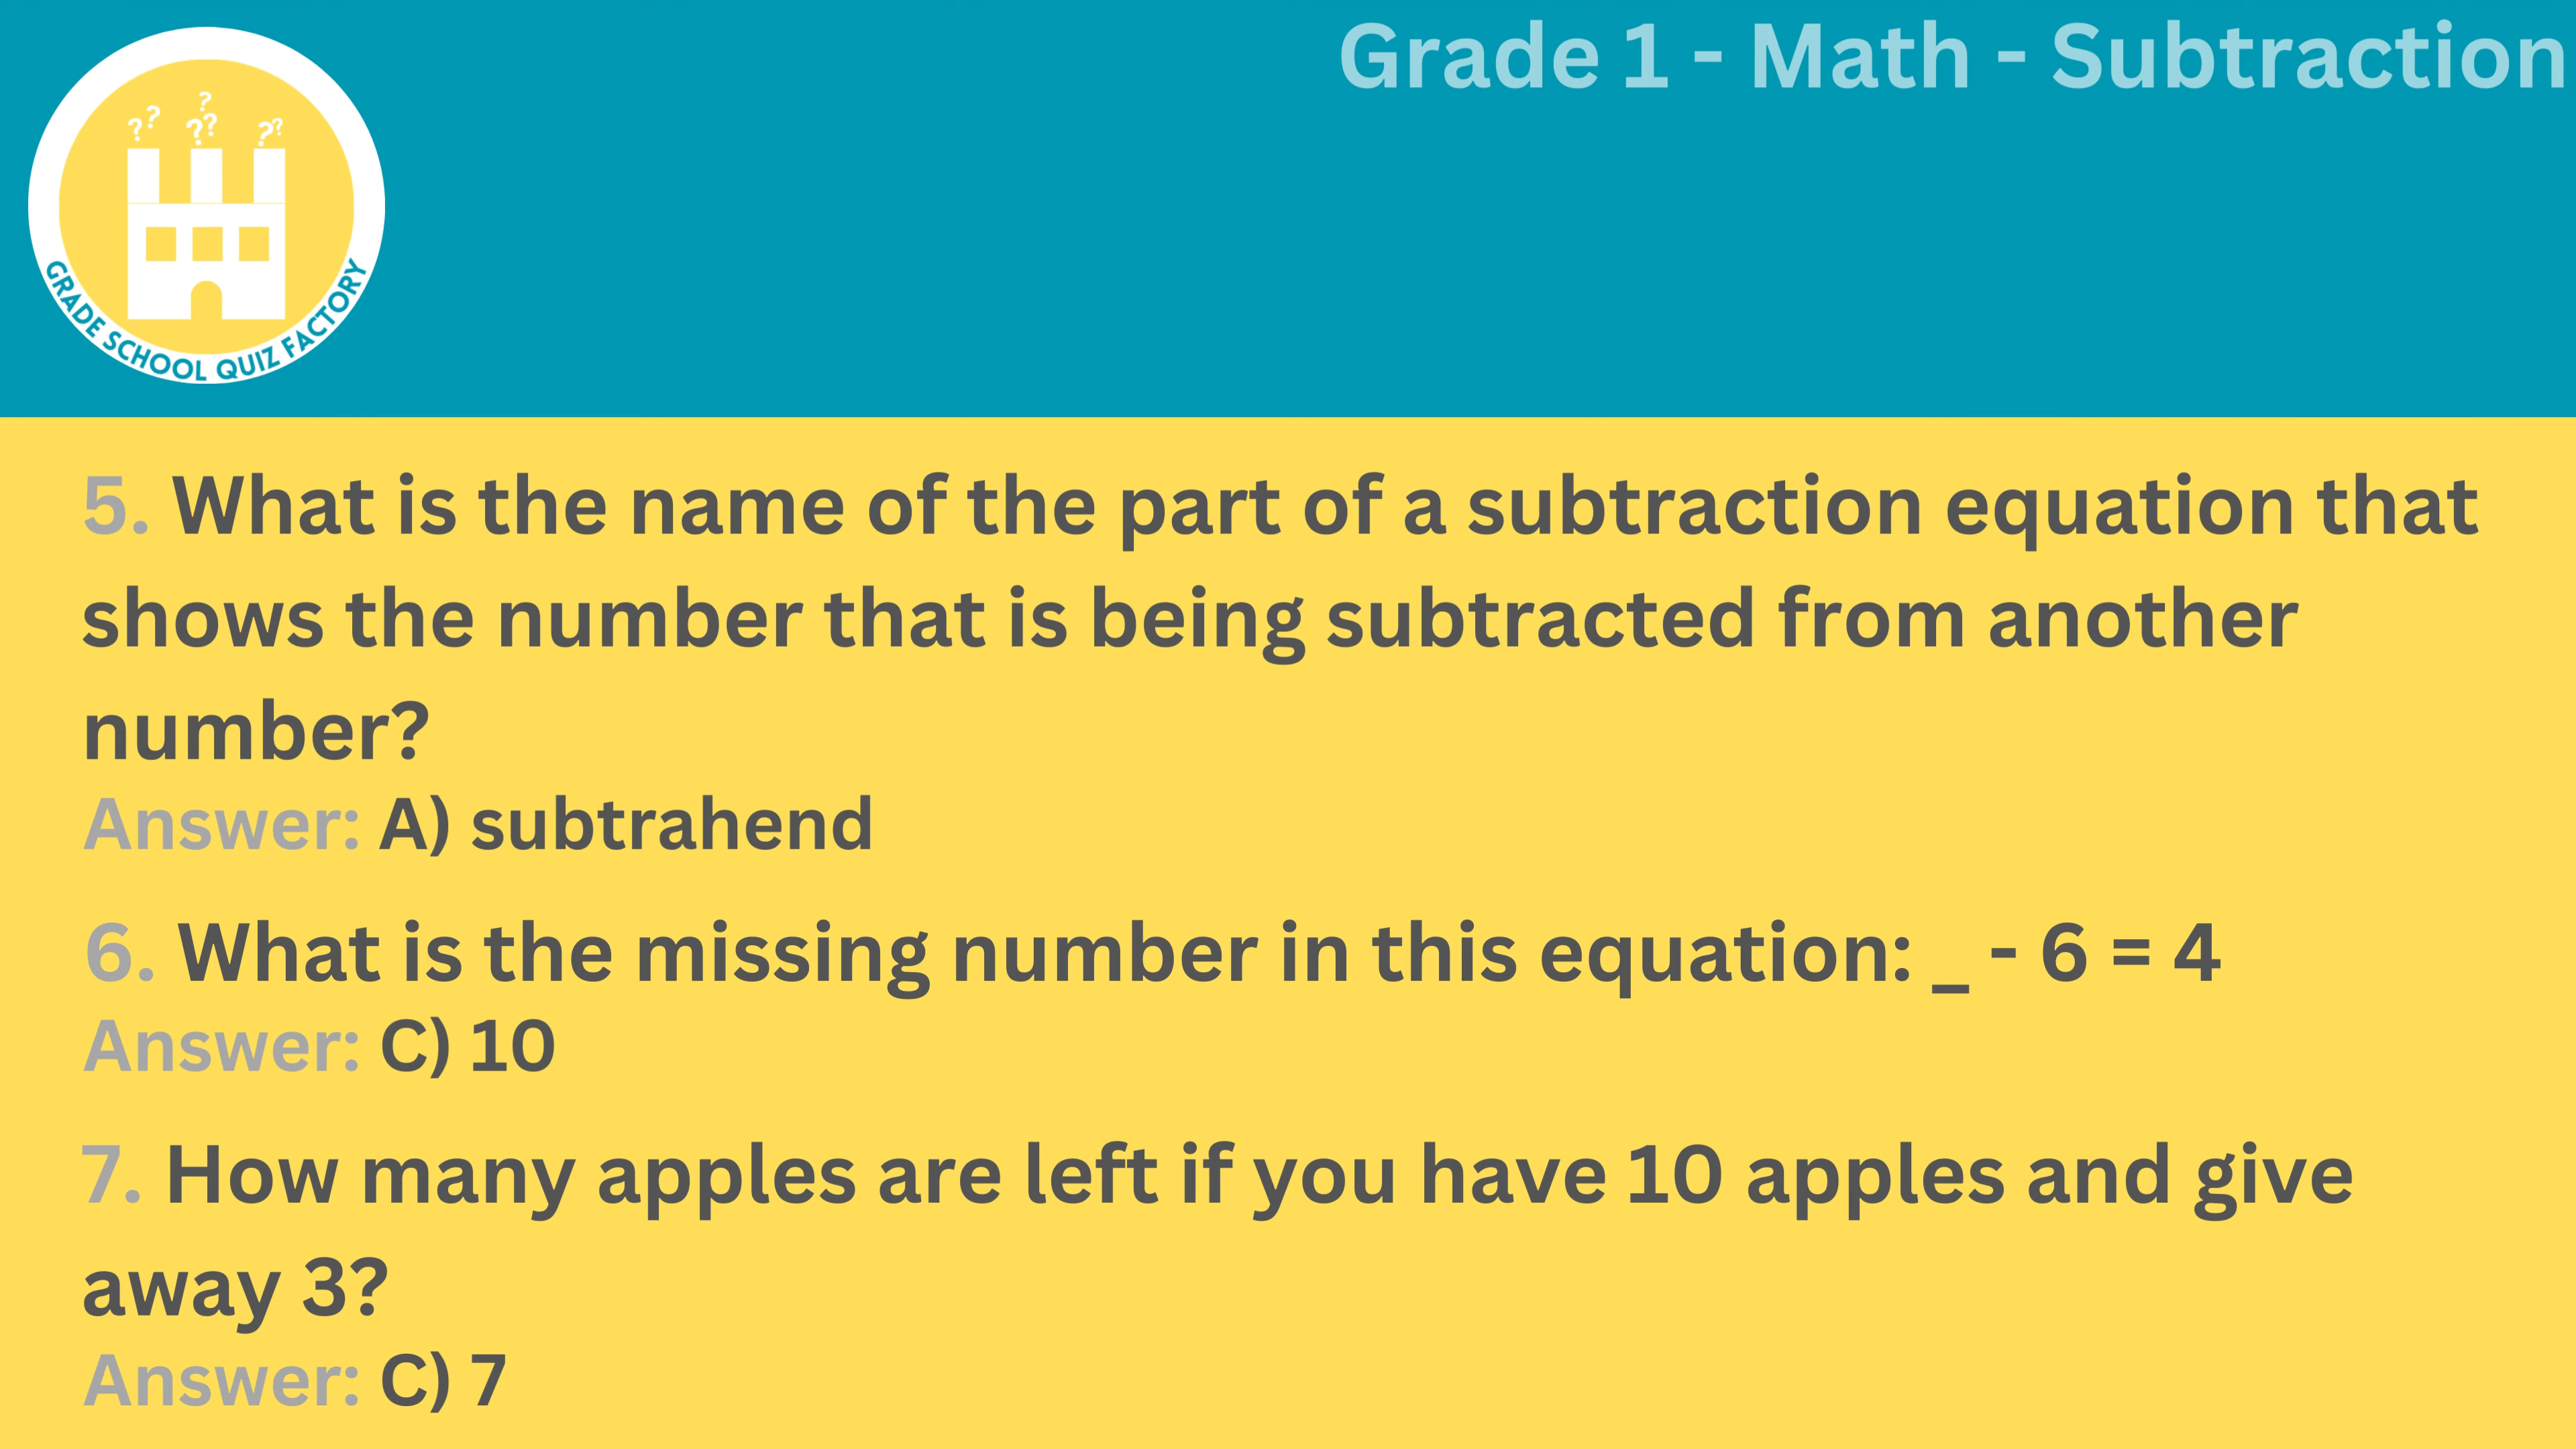 Grade 1 - Math - Subtraction
? ? ? ? ? ? ?
GRADE SCHOOL QUIZ FACTORY
5. What is the name of the part of a subtraction equation that
shows the number that is being subtracted from another
number?
Answer: A) subtrahend
6. What is the missing number in this equation: _ - 6 = 4
Answer: C) 10
7. How many apples are left if you have 10 apples and give
away 3?
Answer: C) 7